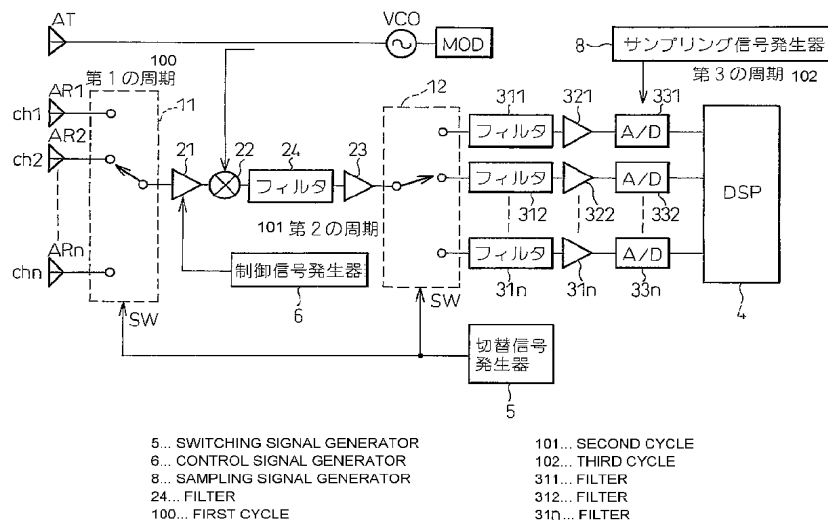 AT
VCO
MOD
8
サンプリング信号発生器
第3の周期 102
100
第1の周期
11
AR1
ch1
AR2
ch2
ARn
chn
SW
21
22
24
フィルタ
23
101 第2の周期
制御信号発生器
6
12
SW
311
フィルタ
321
331
A/D
フィルタ
312
322
A/D
332
フィルタ
31n
31n
A/D
33n
DSP
4
切替信号
発生器
5
5... SWITCHING SIGNAL GENERATOR
6... CONTROL SIGNAL GENERATOR
8... SAMPLING SIGNAL GENERATOR
24... FILTER
100... FIRST CYCLE
101... SECOND CYCLE
102... THIRD CYCLE
311... FILTER
312... FILTER
31n... FILTER